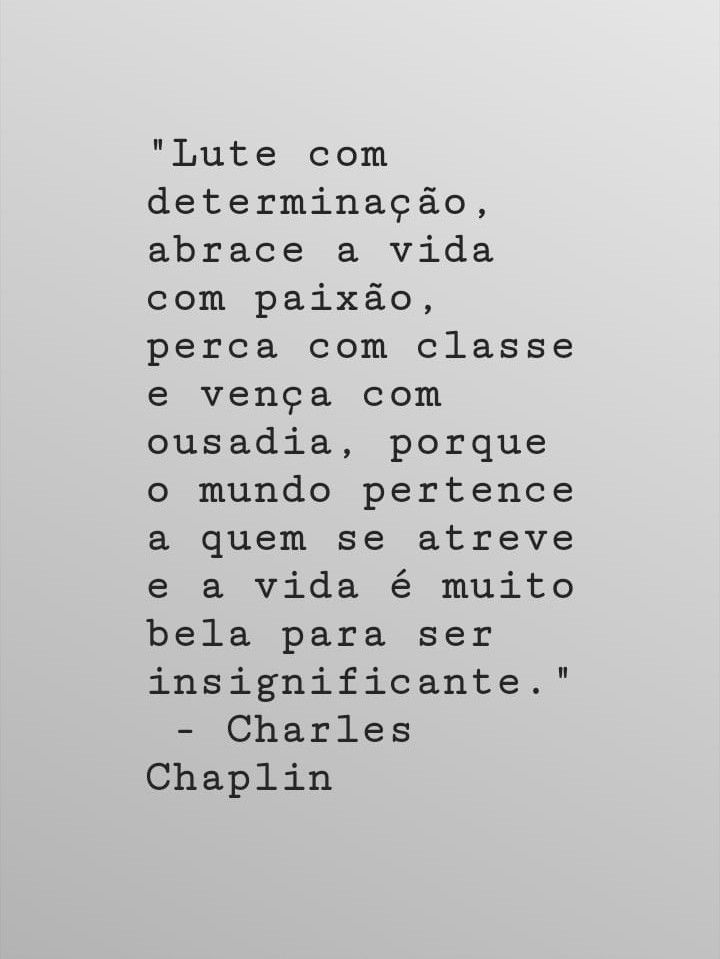 "Lute com
determinação,
abrace a vida
com paixão,
perca com classe
e vença com
ousadia, porque
o mundo pertence
a quem se atreve
e a vida é muito
bela para ser
insignificante."
- Charles
Chaplin